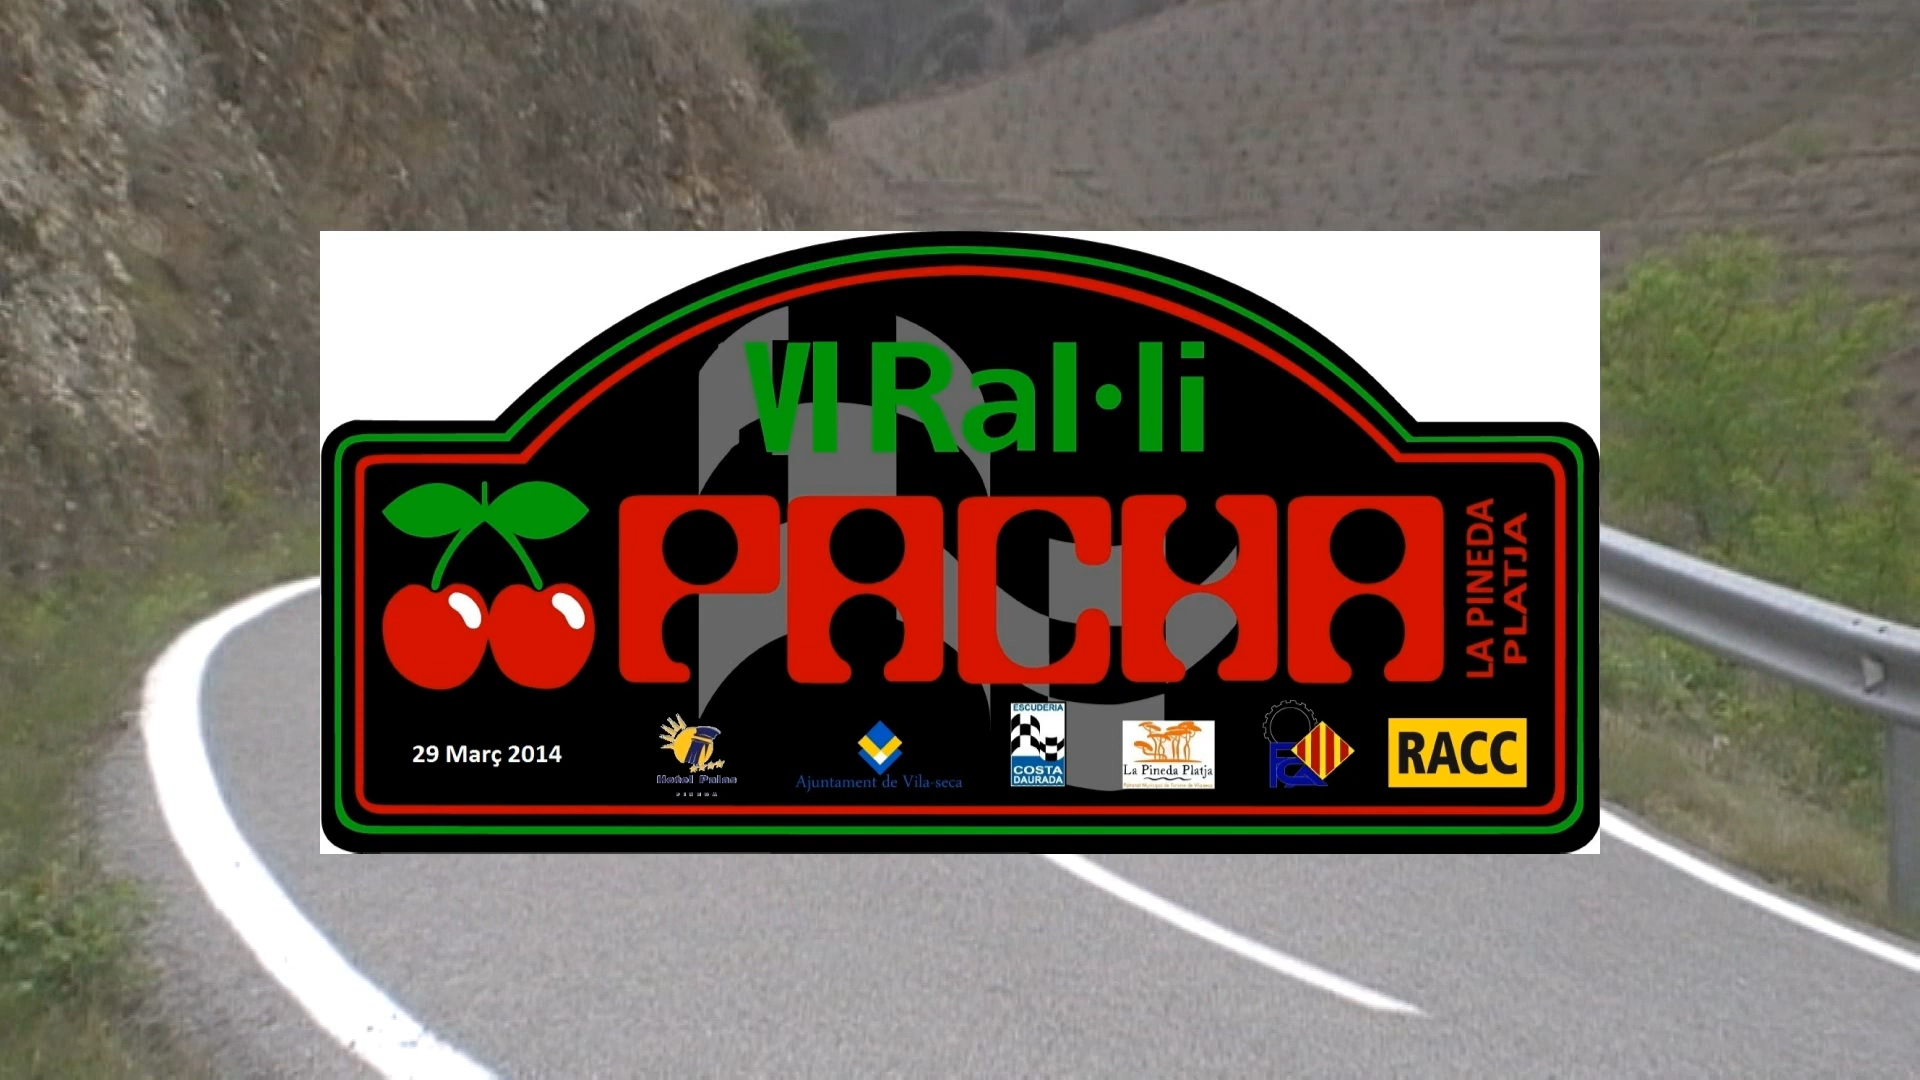 VI Ral·li
PACHA
LA PINEDA
PLATJA
29 Març 2014
Hotel Palas
PINEDA
Ajuntament de Vila-seca
ESCUDERIA
COSTA
DAURADA
La Pineda Platja
FCA
RACC